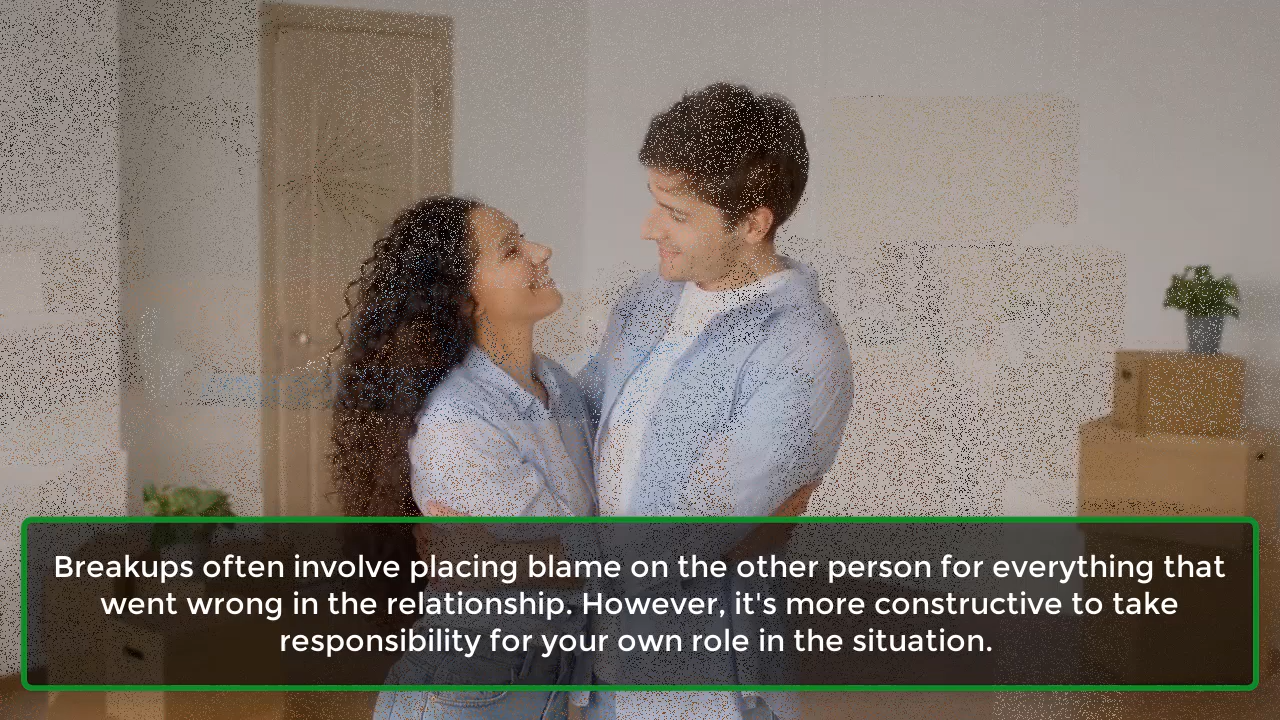 Breakups often involve placing blame on the other person for everything that
went wrong in the relationship. However, it's more constructive to take
responsibility for your own role in the situation.